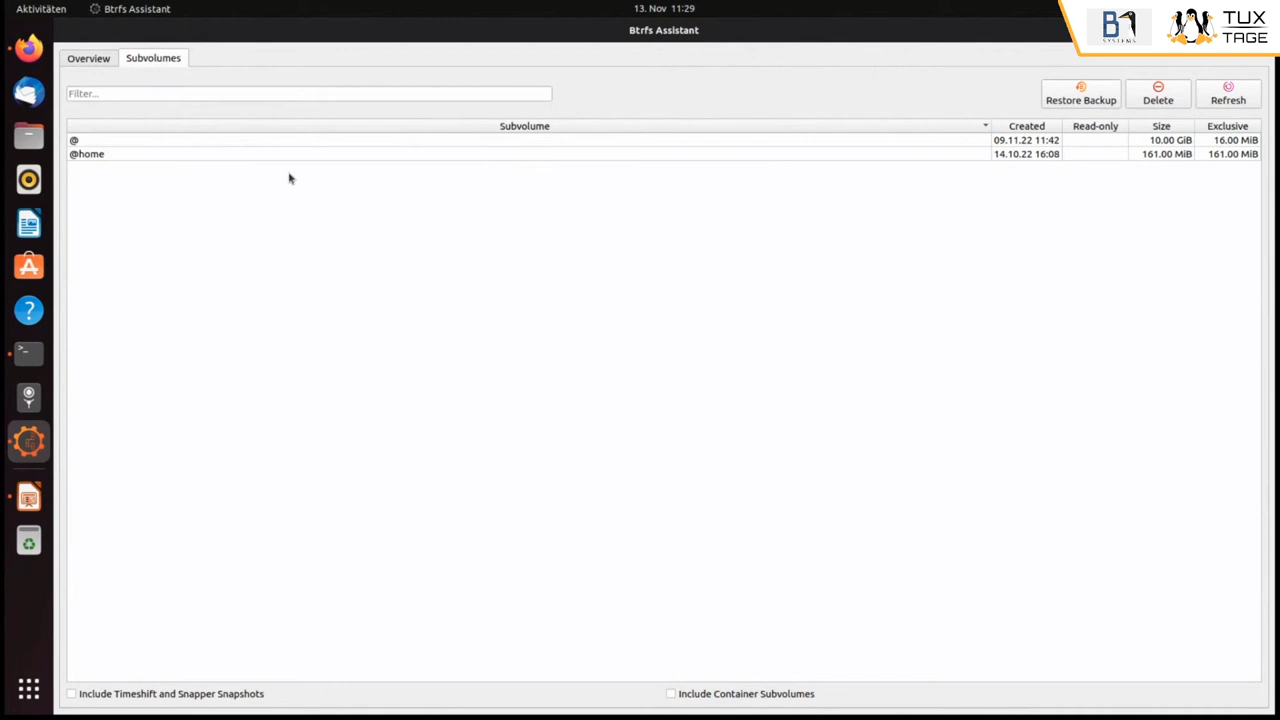 Aktivitäten Btrfs Assistant 13. Nov 11:29
Btrfs Assistant
B1
SYSTEMS
TUX
TAGE
Overview Subvolumes
Filter...
Restore Backup Delete Refresh
Subvolume Created Read-only Size Exclusive
@ 09.11.22 11:42 10.00 GiB 16.00 MiB
@home 14.10.22 16:08 161.00 MiB 161.00 MiB
Include Timeshift and Snapper Snapshots Include Container Subvolumes